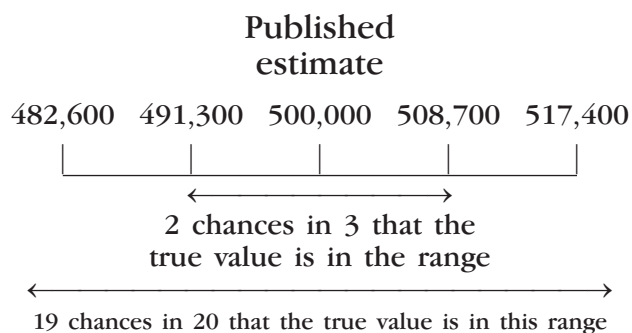 Published
estimate
482,600 491,300 500,000 508,700 517,400
2 chances in 3 that the
true value is in the range
19 chances in 20 that the true value is in this range